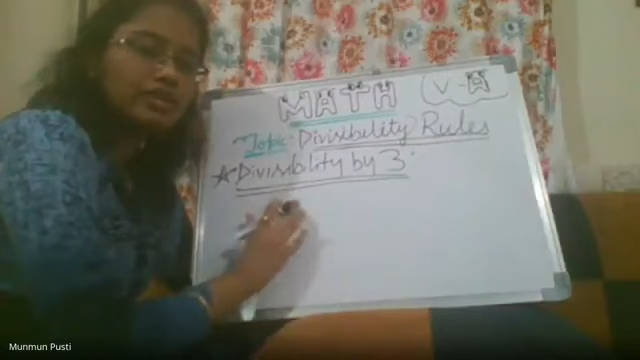 MATH
V-A
Topic: Divisibility Rules
☆ Divisibility by 3.
Munmun Pusti